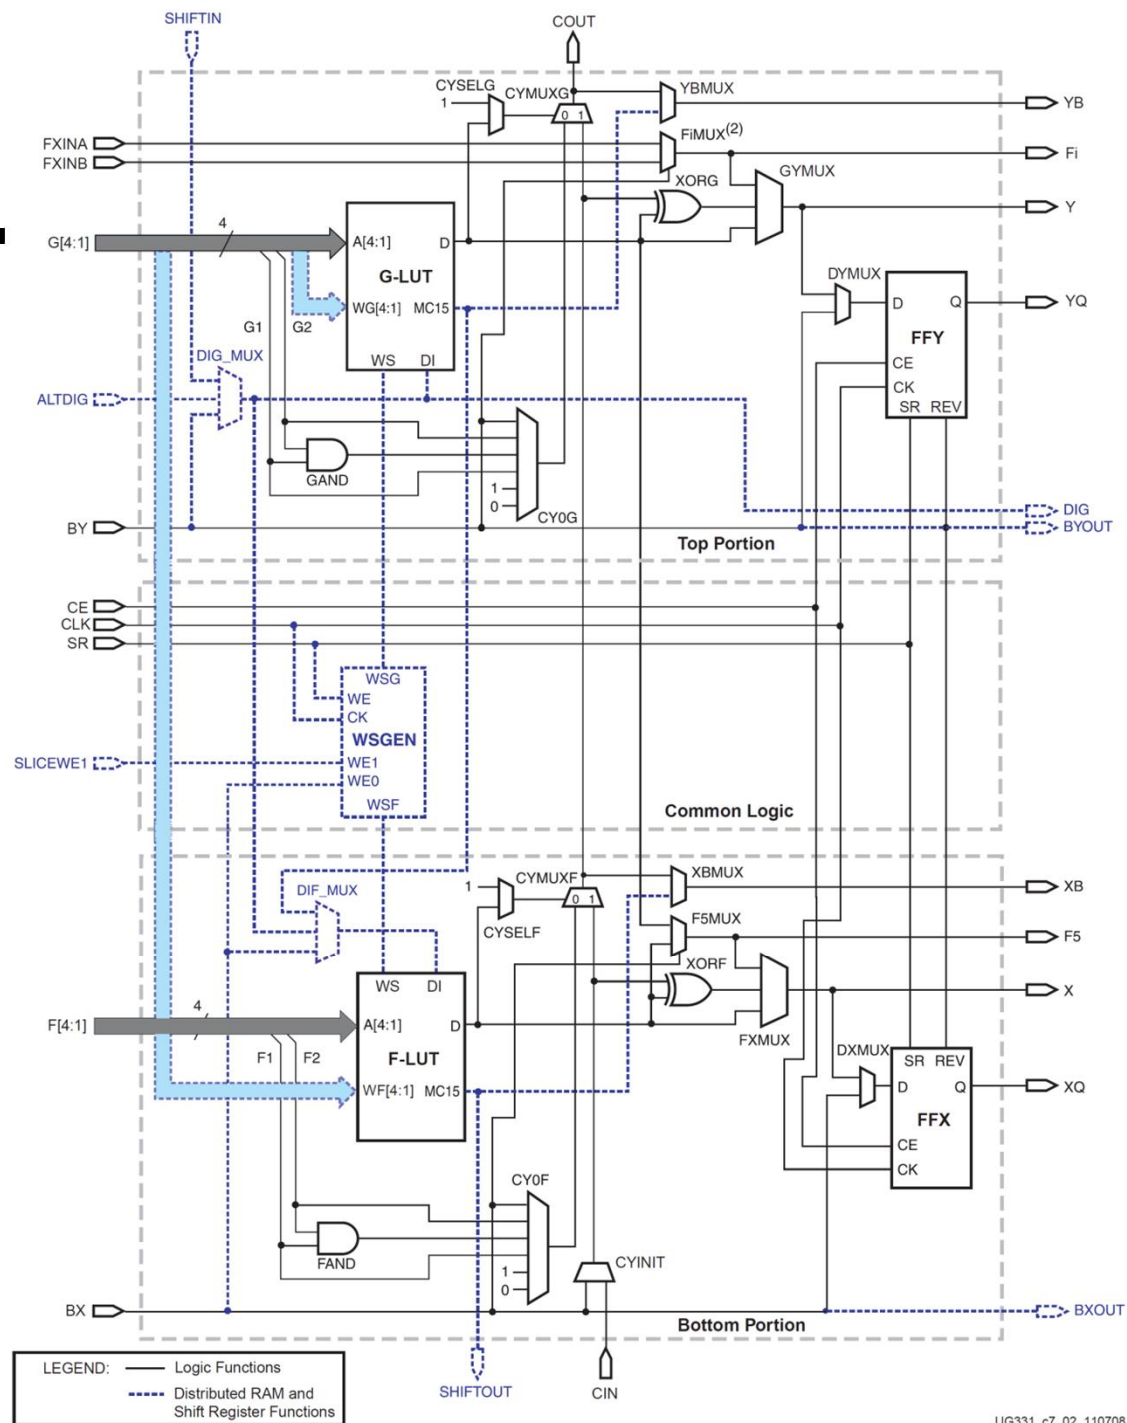 SHIFTIN
COUT
CYSELG
CYMUXG
YBMUX
1
0 1
YB
FXINA
FXINB
FiMUX(2)
Fi
XORG
GYMUX
Y
4
G[4:1]
A[4:1]
D
G-LUT
WG[4:1]
MC15
G1
G2
WS
DI
DYMUX
D
Q
YQ
FFY
CE
CK
SR
REV
DIG_MUX
ALTDIG
GAND
1
0
CY0G
DIG
BY
BYOUT
Top Portion
CE
CLK
SR
WSG
WE
CK
WSGEN
SLICEWE1
WE1
WE0
WSF
Common Logic
DIF_MUX
1
CYMUXF
0 1
CYSELF
XBMUX
XB
F5MUX
F5
XORF
X
FXMUX
WS
DI
4
F[4:1]
A[4:1]
D
F-LUT
F1
F2
WF[4:1]
MC15
DXMUX
SR
REV
D
Q
XQ
FFX
CE
CK
CY0F
FAND
1
0
CYINIT
BX
BXOUT
Bottom Portion
LEGEND:
Logic Functions
Distributed RAM and
Shift Register Functions
SHIFTOUT
CIN
UG331_c7_02_110708